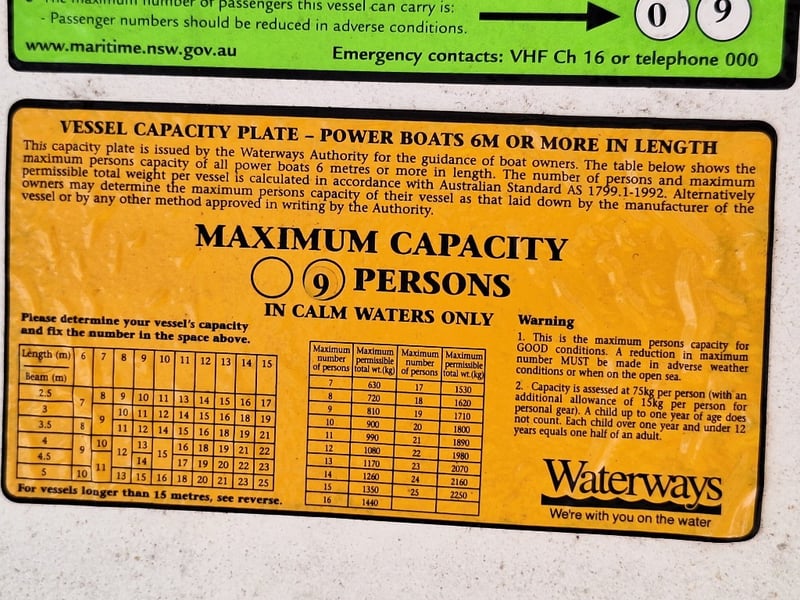 The maximum number of passengers this vessel can carry is:
- Passenger numbers should be reduced in adverse conditions.
0 9
www.maritime.nsw.gov.au Emergency contacts: VHF Ch 16 or telephone 000
VESSEL CAPACITY PLATE – POWER BOATS 6M OR MORE IN LENGTH
This capacity plate is issued by the Waterways Authority for the guidance of boat owners. The table below shows the
maximum persons capacity of all power boats 6 metres or more in length. The number of persons and maximum
permissible total weight per vessel is calculated in accordance with Australian Standard AS 1799.1-1992. Alternatively
owners may determine the maximum persons capacity of their vessel as that laid down by the manufacturer of the
vessel or by any other method approved in writing by the Authority.
MAXIMUM CAPACITY
9 PERSONS
IN CALM WATERS ONLY
Please determine your vessel's capacity
and fix the number in the space above.
Length (m) 6 7 8 9 10 11 12 13 14 15
Beam (m)
2.5 7 8 9 10 11 13 14 15 16 17
3 9 10 11 12 14 15 16 18 19
3.5 8 11 12 14 15 16 18 19 21
4 9 10 12 13 15 16 18 19 21 22
4.5 11 14 17 19 20 22 23
5 10 13 15 16 18 20 21 23 25
For vessels longer than 15 metres, see reverse.
Maximum number of persons Maximum permissible total wt.(kg) Maximum number of persons Maximum permissible total wt.(kg)
7 630 17 1530
8 720 18 1620
9 810 19 1710
10 900 20 1800
11 990 21 1890
12 1080 22 1980
13 1170 23 2070
14 1260 24 2160
15 1350 25 2250
16 1440
Warning
1. This is the maximum persons capacity for
GOOD conditions. A reduction in maximum
number MUST be made in adverse weather
conditions or when on the open sea.
2. Capacity is assessed at 75kg per person (with an
additional allowance of 15kg per person for
personal gear). A child up to one year of age does
not count. Each child over one year and under 12
years equals one half of an adult.
Waterways
We're with you on the water